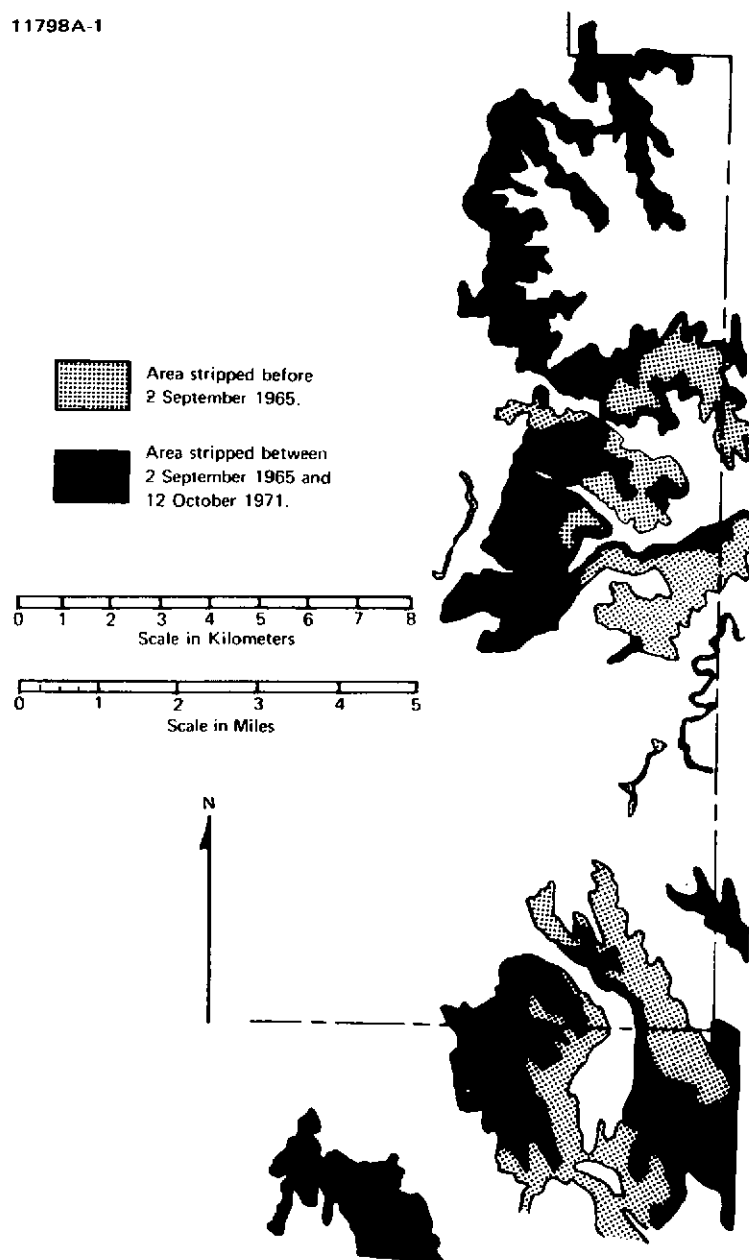 11798A-1
Area stripped before
2 September 1965.
Area stripped between
2 September 1965 and
12 October 1971.
0 1 2 3 4 5 6 7 8
Scale in Kilometers
0 1 2 3 4 5
Scale in Miles
N